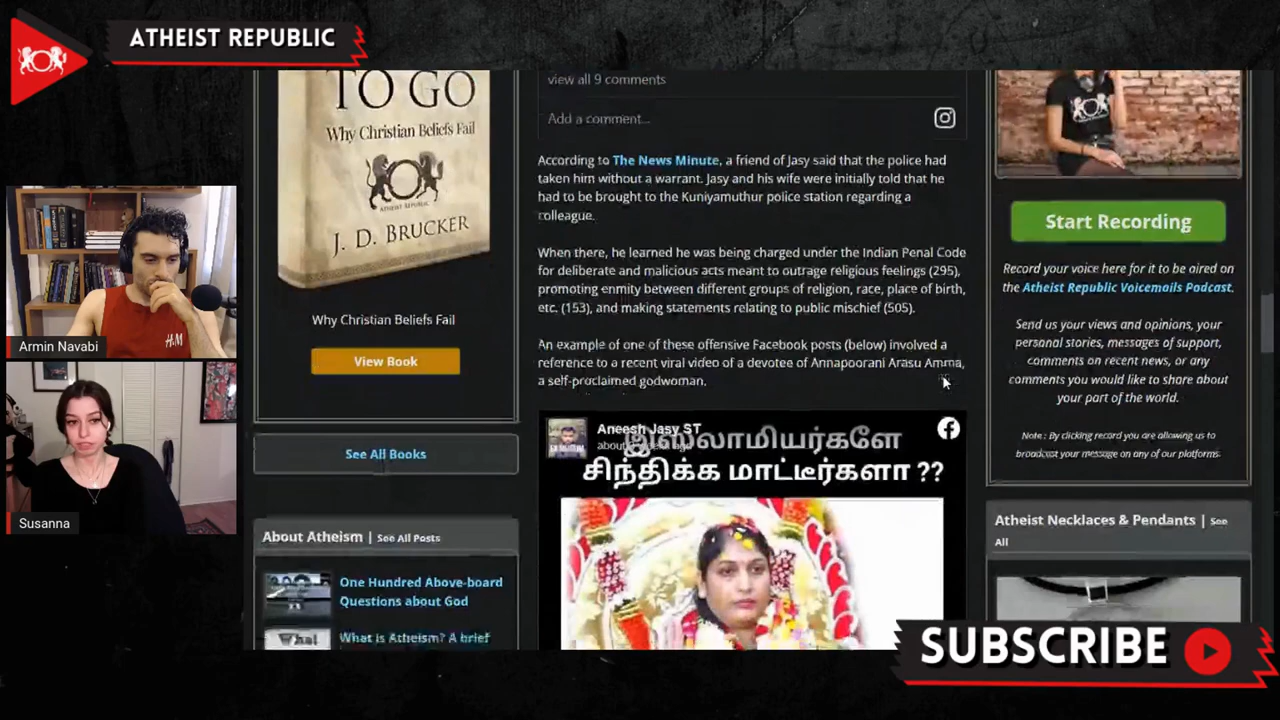 ATHEIST REPUBLIC
TO GO
Why Christian Beliefs Fail
ATHEIST REPUBLIC
J. D. BRUCKER
Why Christian Beliefs Fail
View Book
See All Books
About Atheism | See All Posts
One Hundred Above-board
Questions about God
What is Atheism? A brief
view all 9 comments
Add a comment...
According to The News Minute, a friend of Jasy said that the police had
taken him without a warrant. Jasy and his wife were initially told that he
had to be brought to the Kuniyamuthur police station regarding a
colleague.
When there, he learned he was being charged under the Indian Penal Code
for deliberate and malicious acts meant to outrage religious feelings (295),
promoting enmity between different groups of religion, race, place of birth,
etc. (153), and making statements relating to public mischief (505).
An example of one of these offensive Facebook posts (below) involved a
reference to a recent viral video of a devotee of Annapoorani Arasu Amma,
a self-proclaimed godwoman.
Aneesh Jasy ST
இஸ்லாமியர்களே
சிந்திக்க மாட்டீர்களா ??
Start Recording
Record your voice here for it to be aired on
the Atheist Republic Voicemails Podcast.
Send us your views and opinions, your
personal stories, messages of support,
comments on recent news, or any
comments you would like to share about
your part of the world.
Note : By clicking record you are allowing us to
broadcast your message on any of our platforms.
Atheist Necklaces & Pendants | See
All
Armin Navabi
H.M
Susanna
SUBSCRIBE